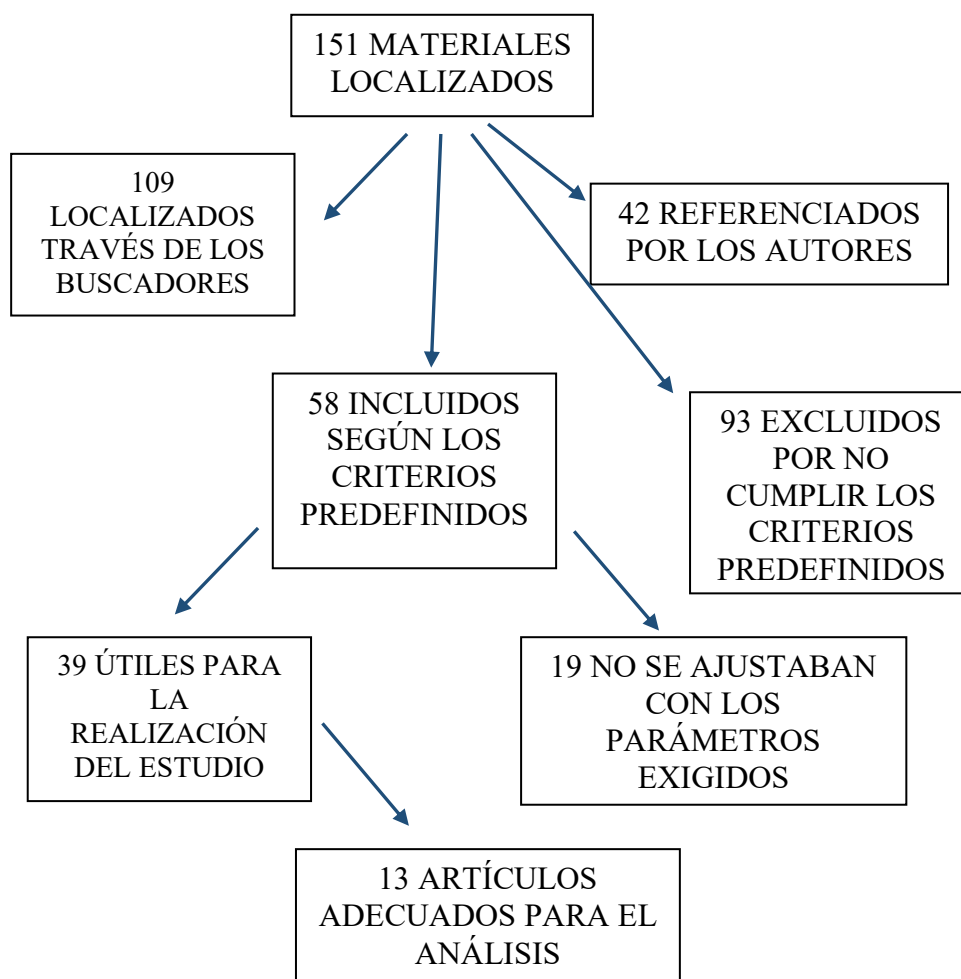 151 MATERIALES
LOCALIZADOS
109
LOCALIZADOS
TRAVÉS DE LOS
BUSCADORES
42 REFERENCIADOS
POR LOS AUTORES
58 INCLUIDOS
SEGÚN LOS
CRITERIOS
PREDEFINIDOS
93 EXCLUIDOS
POR NO
CUMPLIR LOS
CRITERIOS
PREDEFINIDOS
39 ÚTILES PARA
LA
REALIZACIÓN
DEL ESTUDIO
19 NO SE AJUSTABAN
CON LOS
PARÁMETROS
EXIGIDOS
13 ARTÍCULOS
ADECUADOS PARA EL
ANÁLISIS